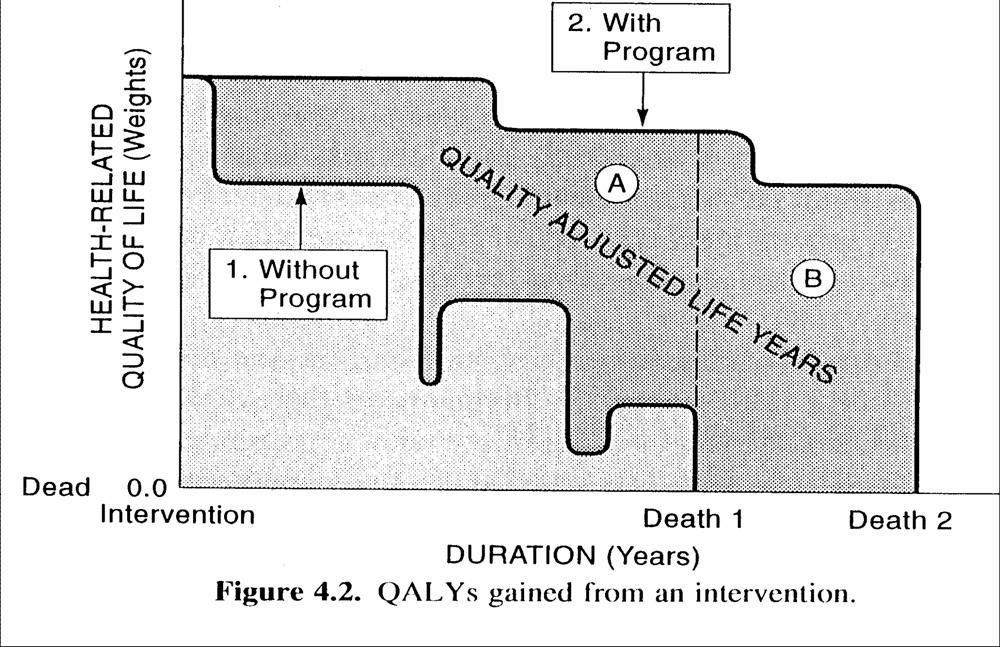 2. With
Program
HEALTH-RELATED
QUALITY OF LIFE (Weights)
QUALITY ADJUSTED LIFE YEARS
A
B
1. Without
Program
Dead 0.0
Intervention
Death 1
Death 2
DURATION (Years)
Figure 4.2. QALYs gained from an intervention.